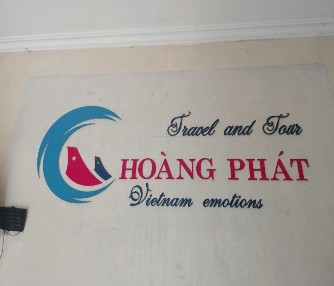 Travel and Tour
HOÀNG PHÁT
Vietnam emotions